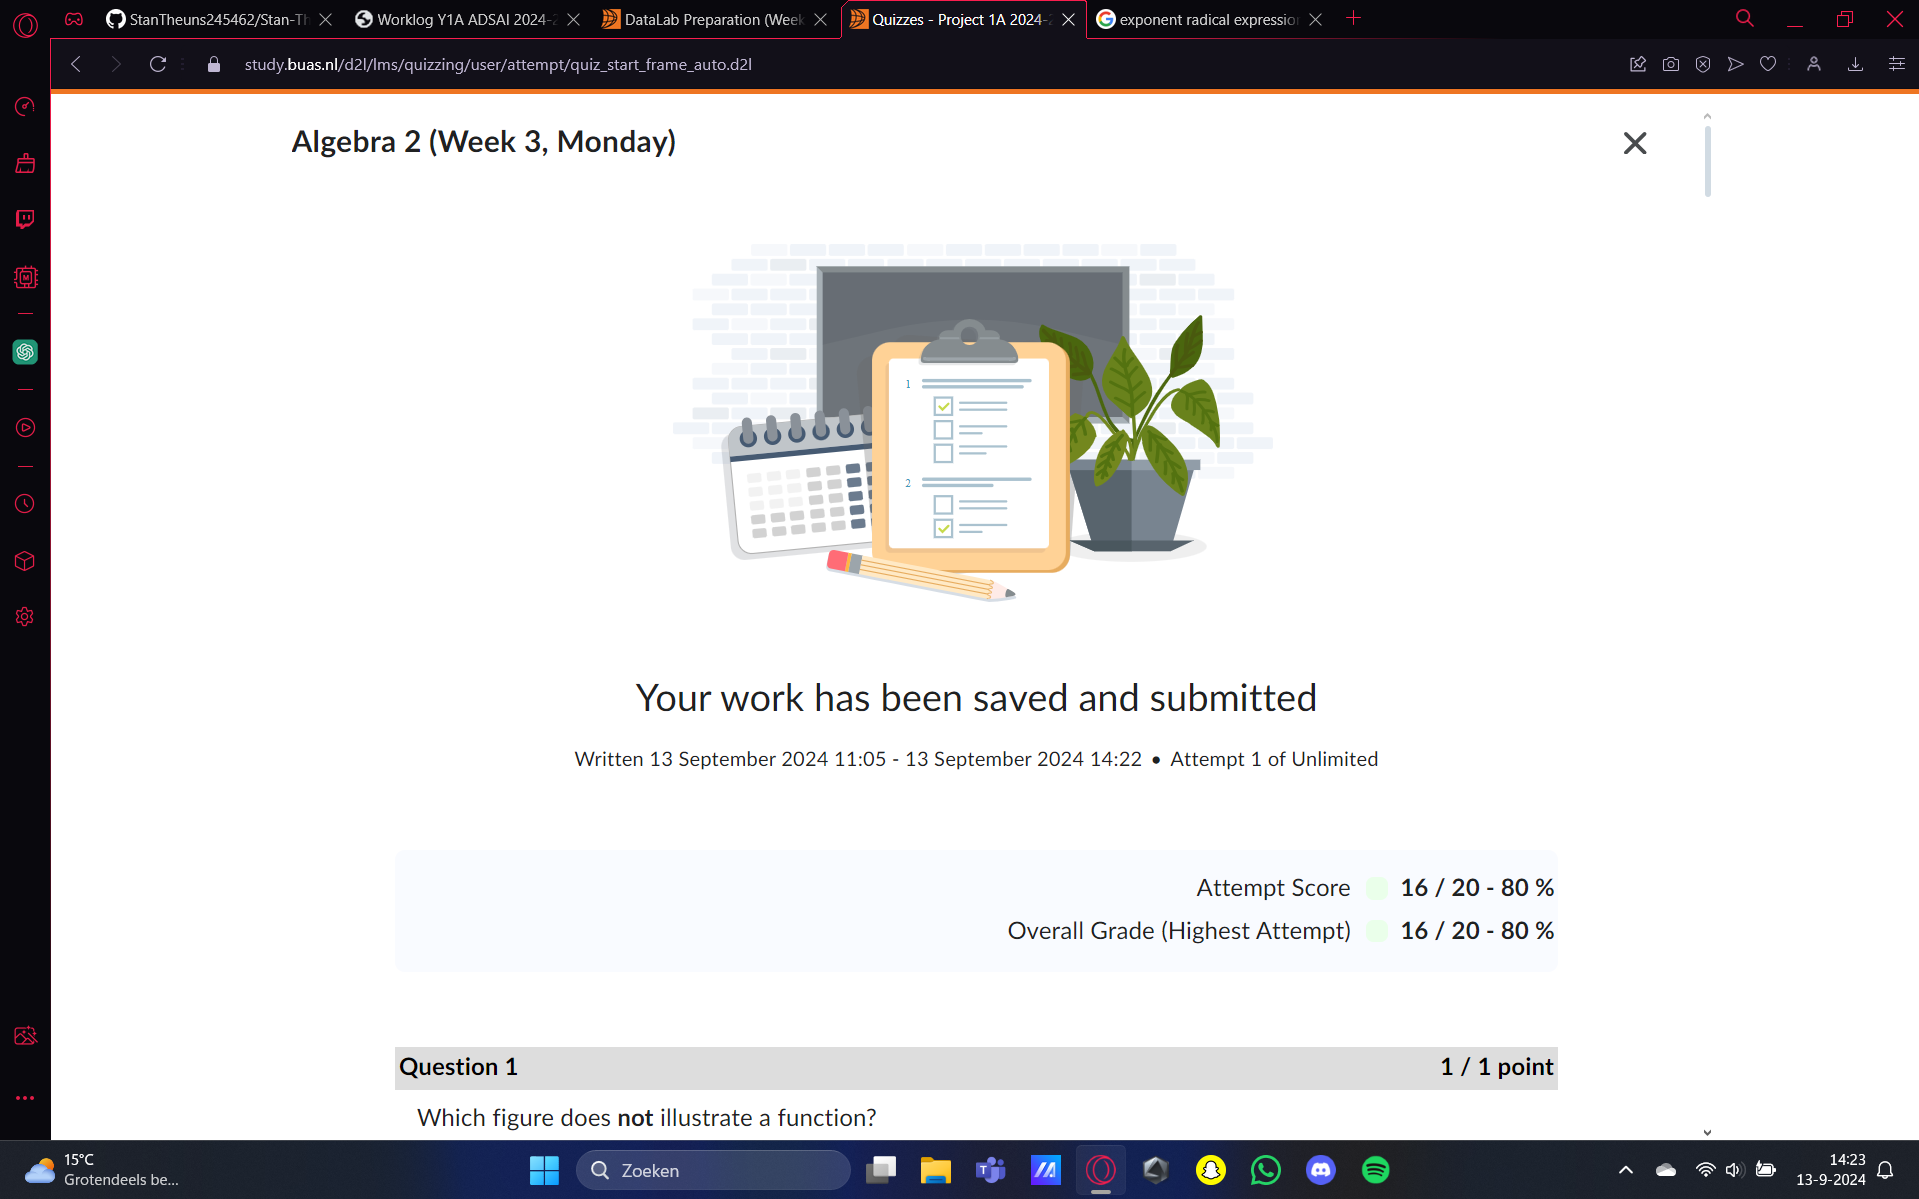 StanTheuns245462/Stan-Th
Worklog Y1A ADSAI 2024-2
DataLab Preparation (Week
Quizzes - Project 1A 2024-2
exponent radical expression
study.buas.nl/d2l/lms/quizzing/user/attempt/quiz_start_frame_auto.d2l
Algebra 2 (Week 3, Monday)
1
2
Your work has been saved and submitted
Written 13 September 2024 11:05 - 13 September 2024 14:22 • Attempt 1 of Unlimited
Attempt Score 16 / 20 - 80 %
Overall Grade (Highest Attempt) 16 / 20 - 80 %
Question 1 1 / 1 point
Which figure does not illustrate a function?
15°C
Grotendeels be...
Zoeken
14:23
13-9-2024